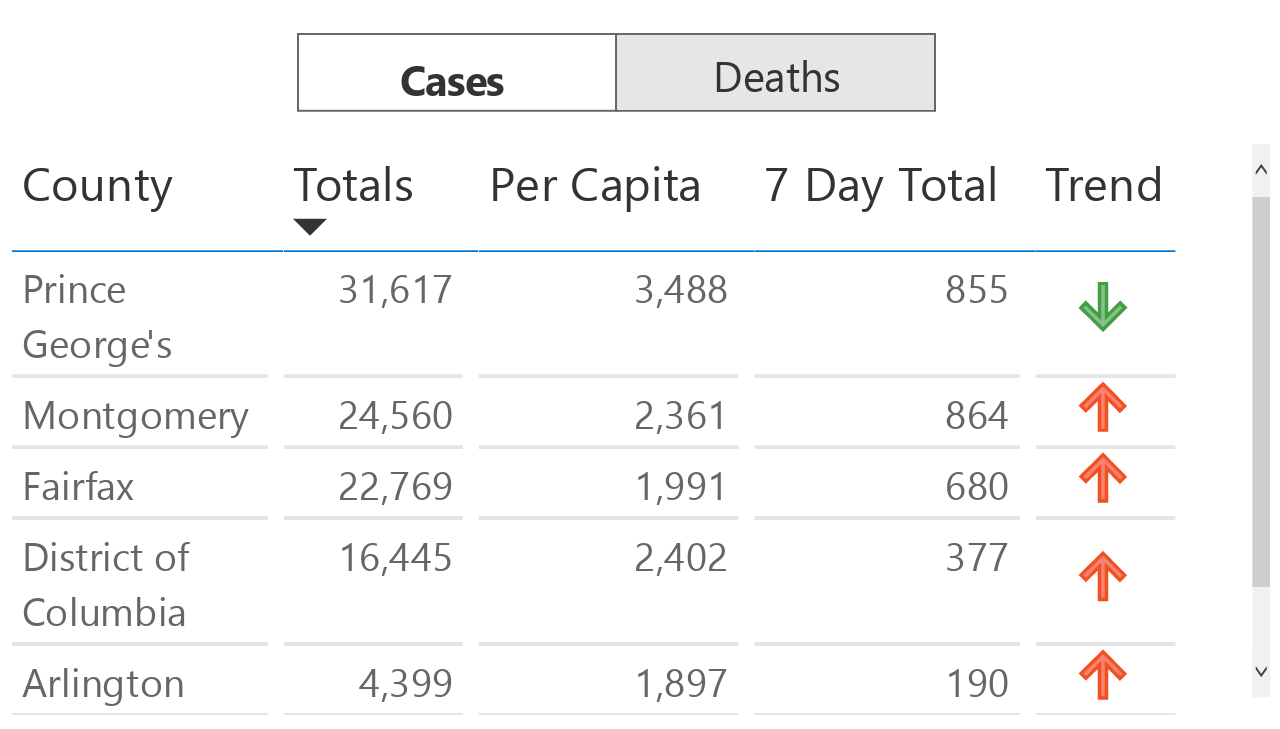 Cases Deaths
County Totals Per Capita 7 Day Total Trend
Prince 31,617 3,488 855
George's
Montgomery 24,560 2,361 864
Fairfax 22,769 1,991 680
District of 16,445 2,402 377
Columbia
Arlington 4,399 1,897 190